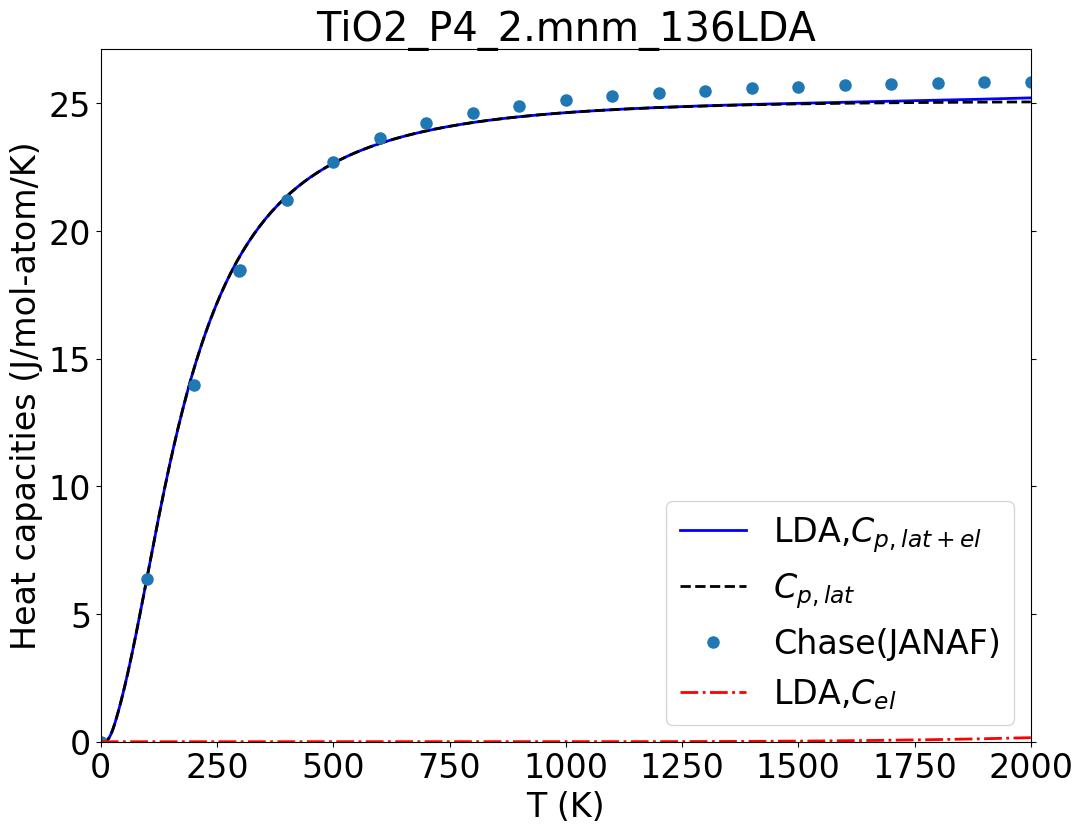 TiO2_P4_2.mnm_136LDA
Heat capacities (J/mol-atom/K)
25
20
15
10
5
0
LDA,C_{p,lat+el}
C_{p,lat}
Chase(JANAF)
LDA,C_{el}
0 250 500 750 1000 1250 1500 1750 2000
T (K)